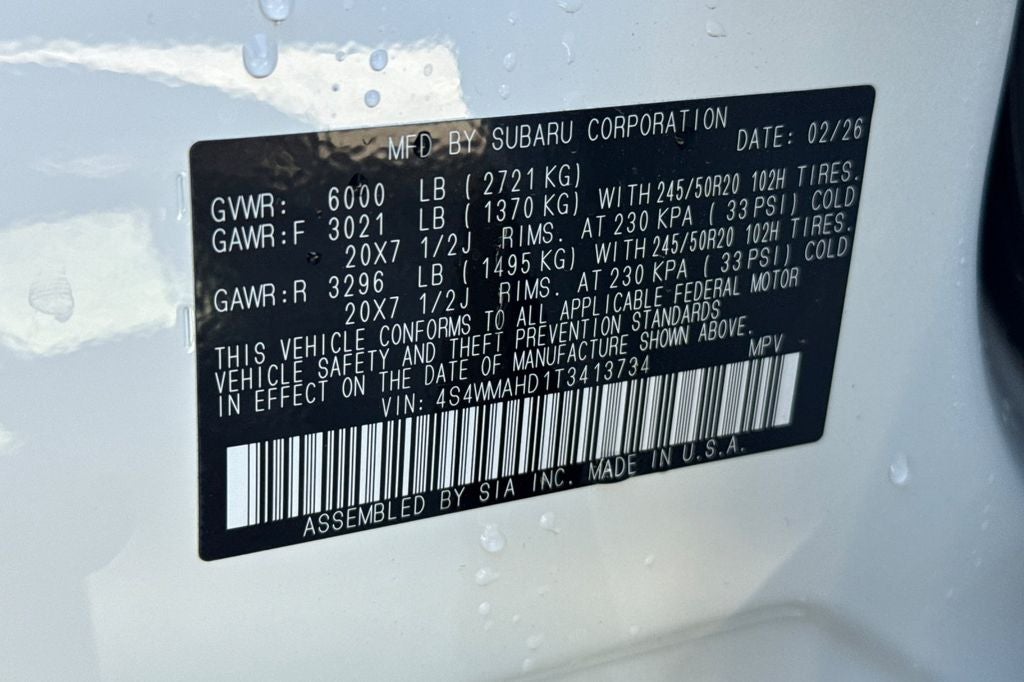 MFD BY SUBARU CORPORATION DATE: 02/26
GVWR: 6000 LB ( 2721 KG)
GAWR:F 3021 LB ( 1370 KG) WITH 245/50R20 102H TIRES.
20X7 1/2J RIMS. AT 230 KPA ( 33 PSI) COLD
GAWR:R 3296 LB ( 1495 KG) WITH 245/50R20 102H TIRES.
20X7 1/2J RIMS. AT 230 KPA ( 33 PSI) COLD
THIS VEHICLE CONFORMS TO ALL APPLICABLE FEDERAL MOTOR
VEHICLE SAFETY AND THEFT PREVENTION STANDARDS
IN EFFECT ON THE DATE OF MANUFACTURE SHOWN ABOVE.
VIN: 4S4WMAHD1T3413734 MPV
ASSEMBLED BY SIA INC. MADE IN U.S.A.